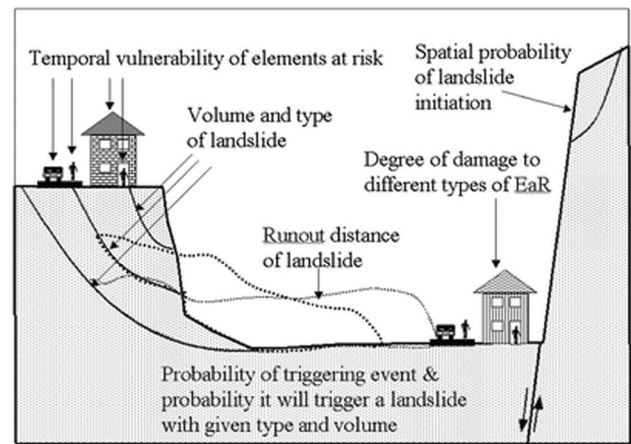 Temporal vulnerability of elements at risk
Spatial probability
of landslide
initiation
Volume and type
of landslide
Degree of damage to
different types of EaR
Runout distance
of landslide
Probability of triggering event &
probability it will trigger a landslide
with given type and volume